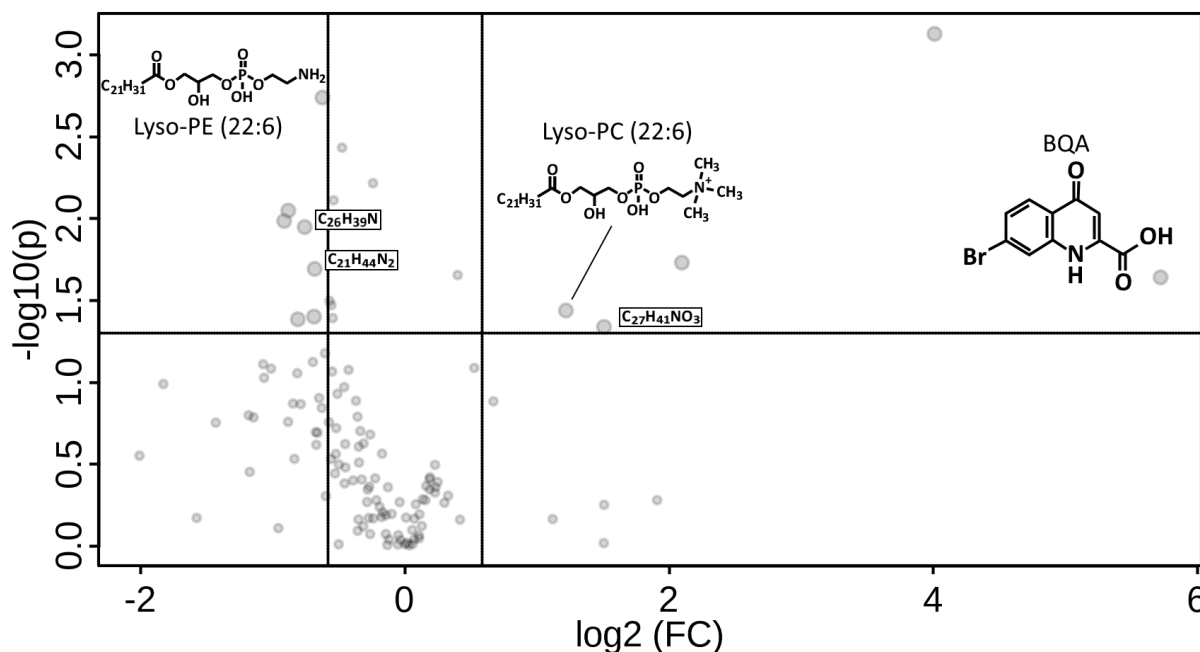 -log10(p)
3.0
2.5
2.0
1.5
1.0
0.5
0.0
C₂₁H₃₁
O
O
OH
O
O
P
OH
O
NH₂
Lyso-PE (22:6)
C₂₆H₃₉N
C₂₁H₄₄N₂
Lyso-PC (22:6)
C₂₁H₃₁
O
O
OH
O
O
P
OH
O
N⁺
CH₃
CH₃
CH₃
C₂₇H₄₁NO₃
BQA
O
Br
N
H
OH
O
-2
0
2
4
6
log2 (FC)